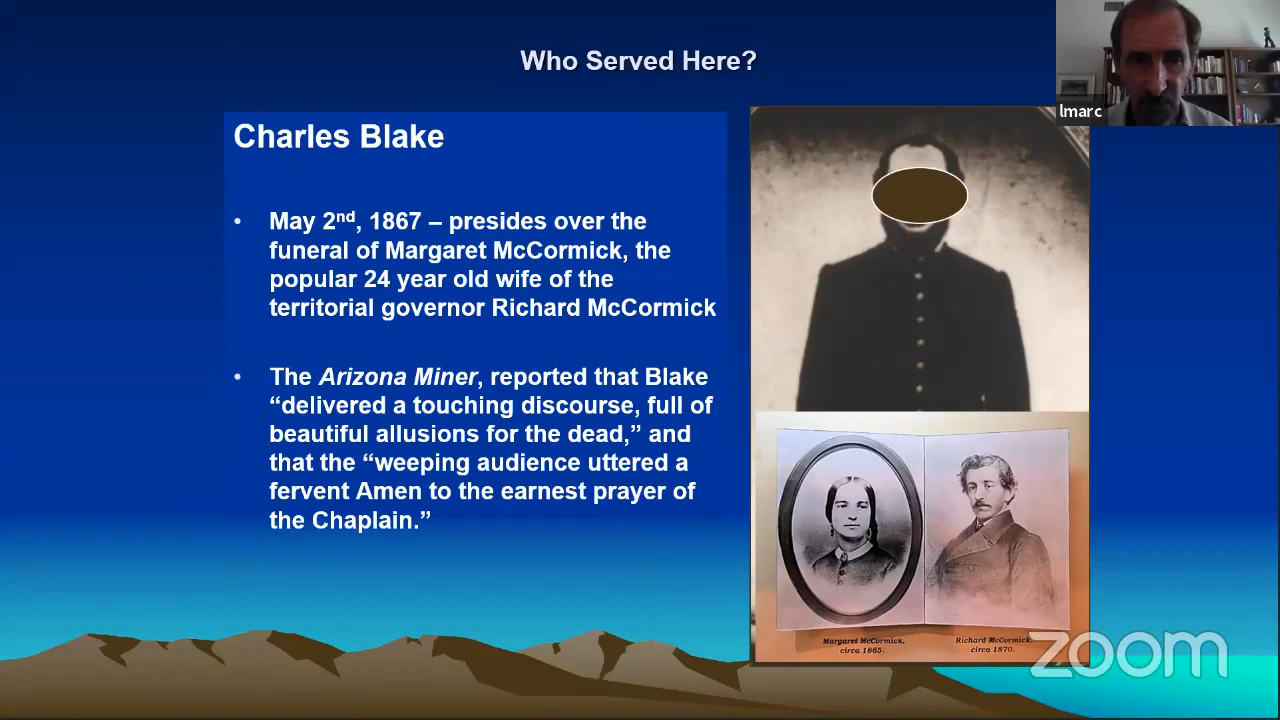 Who Served Here?
lmarc
Charles Blake
• May 2nd, 1867 – presides over the
funeral of Margaret McCormick, the
popular 24 year old wife of the
territorial governor Richard McCormick
• The Arizona Miner, reported that Blake
“delivered a touching discourse, full of
beautiful allusions for the dead,” and
that the “weeping audience uttered a
fervent Amen to the earnest prayer of
the Chaplain.”
Margaret McCormick,
circa 1865.
Richard McCormick,
circa 1870.
zoom